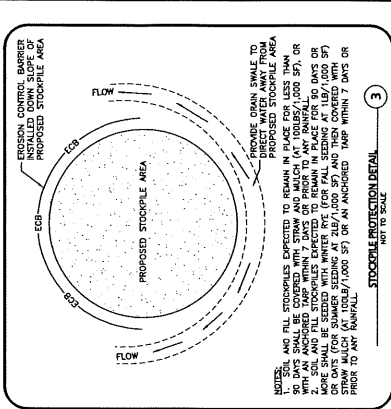 EROSION CONTROL BARRIER
INSTALLED DOWN SLOPE OF
PROPOSED STOCKPILE AREA
ECB
ECB
ECB
FLOW
FLOW
PROPOSED STOCKPILE AREA
PROVIDE DRAIN SWALE TO
DIRECT WATER AWAY FROM
PROPOSED STOCKPILE AREA
NOTES:
1. SOIL AND FILL STOCKPILES EXPECTED TO REMAIN IN PLACE FOR LESS THAN
90 DAYS SHALL BE COVERED WITH STRAW AND MULCH (AT 100LBS/1,000 SF), OR
WITH AN ANCHORED TARP WITHIN 7 DAYS OR PRIOR TO ANY RAINFALL.
2. SOIL AND FILL STOCKPILES EXPECTED TO REMAIN IN PLACE FOR 90 DAYS OR
MORE SHALL BE SEEDED WITH WINTER RYE (FOR FALL SEEDING AT 1LB/1,000 SF)
OR OATS (FOR SUMMER SEEDING AT 2LB/1,000 SF) AND THEN COVERED WITH
STRAW MULCH (AT 100LB/1,000 SF) OR AN ANCHORED TARP WITHIN 7 DAYS OR
PRIOR TO ANY RAINFALL.
STOCKPILE PROTECTION DETAIL
NOT TO SCALE
3